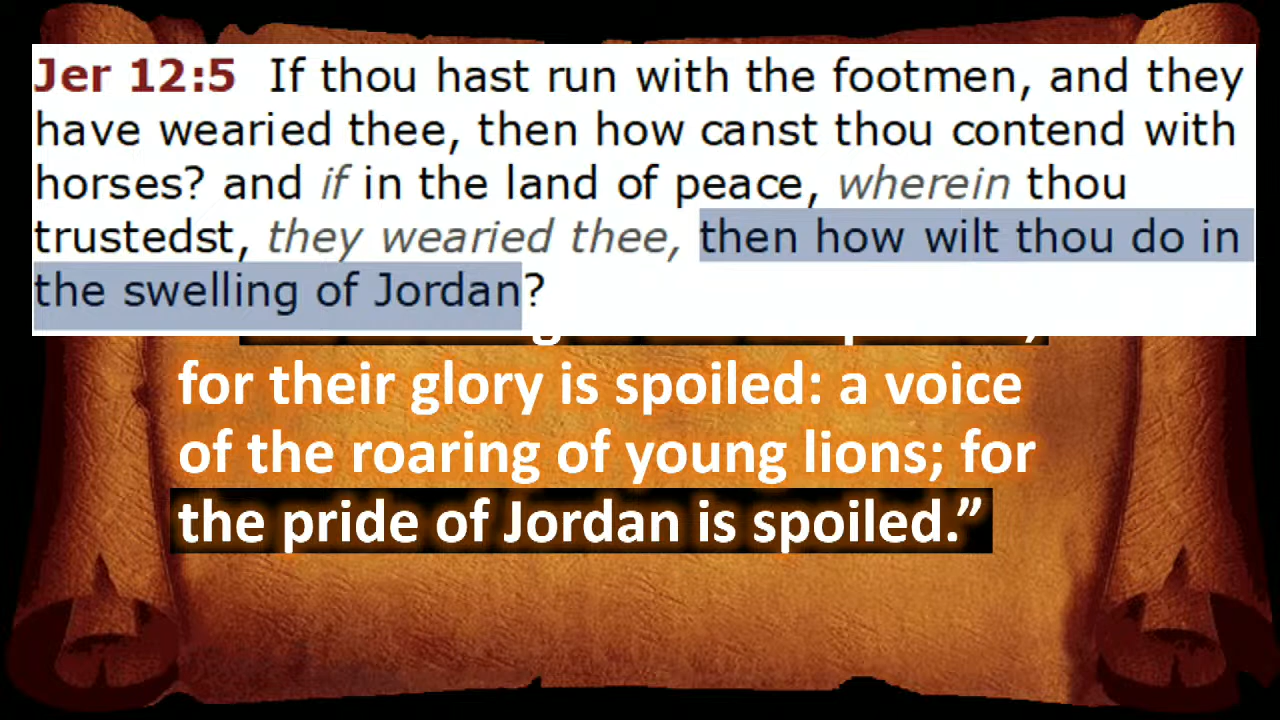 Jer 12:5 If thou hast run with the footmen, and they
have wearied thee, then how canst thou contend with
horses? and if in the land of peace, wherein thou
trustedst, they wearied thee, then how wilt thou do in
the swelling of Jordan?
for their glory is spoiled: a voice
of the roaring of young lions; for
the pride of Jordan is spoiled.”